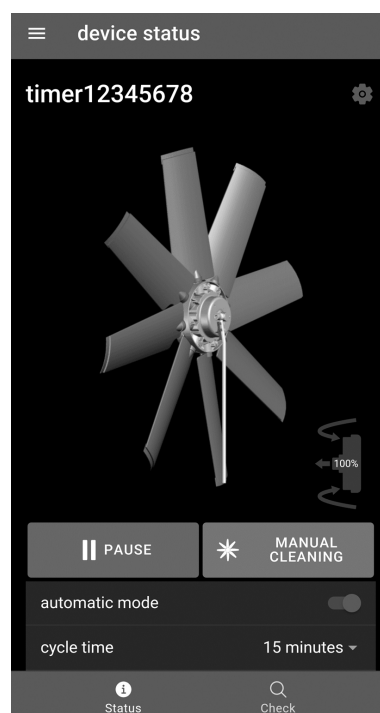 device status
timer12345678
100%
PAUSE
MANUAL
CLEANING
automatic mode
cycle time
15 minutes
Status
Check